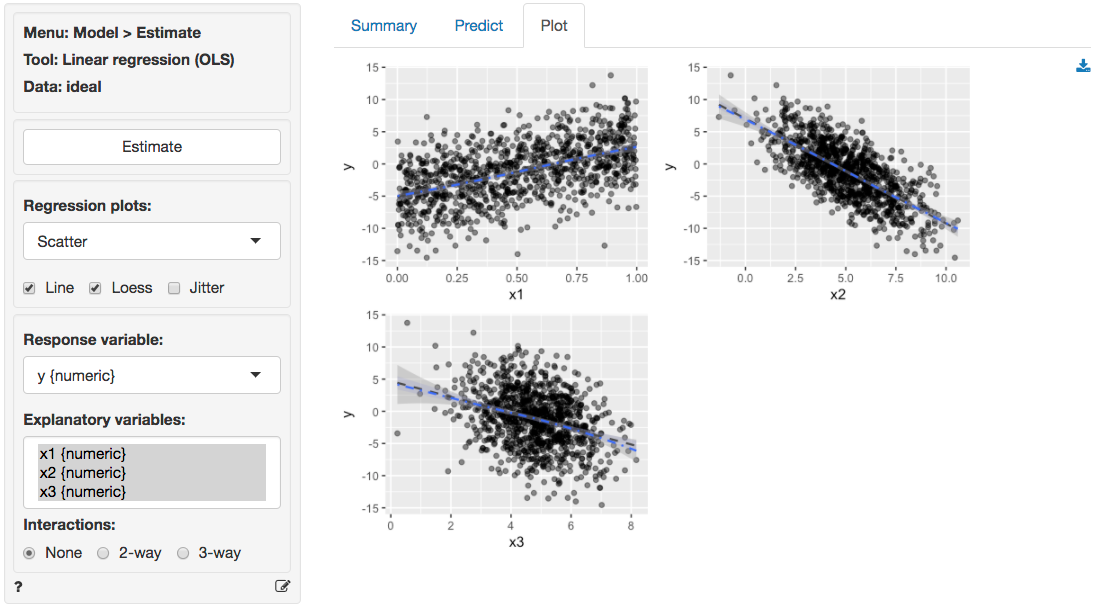 Menu: Model > Estimate
Tool: Linear regression (OLS)
Data: ideal
Estimate
Regression plots:
Scatter
Line Loess Jitter
Response variable:
y {numeric}
Explanatory variables:
x1 {numeric}
x2 {numeric}
x3 {numeric}
Interactions:
None 2-way 3-way
?
Summary Predict Plot
15
10
5
0
-5
-10
-15
y
0.00 0.25 0.50 0.75 1.00
x1
15
10
5
0
-5
-10
-15
y
0.0 2.5 5.0 7.5 10.0
x2
15
10
5
0
-5
-10
-15
y
0 2 4 6 8
x3